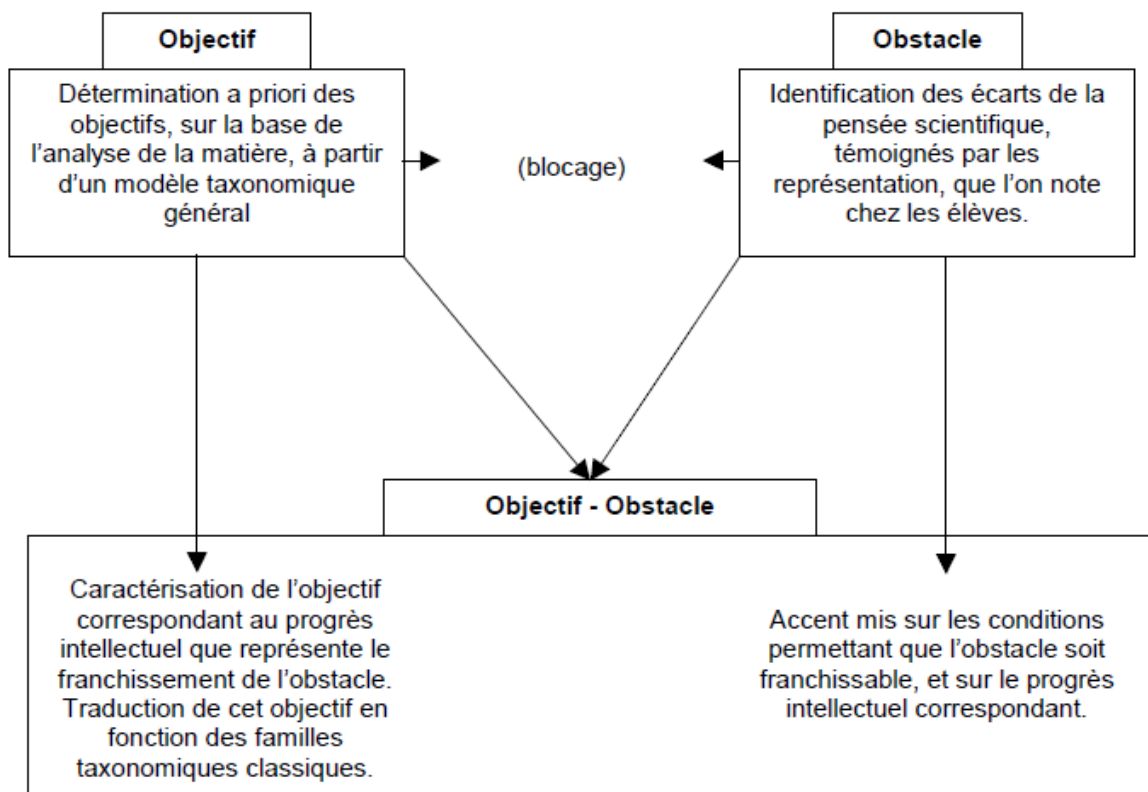 Objectif
Détermination a priori des
objectifs, sur la base de
l'analyse de la matière, à partir
d'un modèle taxonomique
général
(blocage)
Obstacle
Identification des écarts de la
pensée scientifique,
témoignés par les
représentation, que l'on note
chez les élèves.
Objectif - Obstacle
Caractérisation de l'objectif
correspondant au progrès
intellectuel que représente le
franchissement de l'obstacle.
Traduction de cet objectif en
fonction des familles
taxonomiques classiques.
Accent mis sur les conditions
permettant que l'obstacle soit
franchissable, et sur le progrès
intellectuel correspondant.